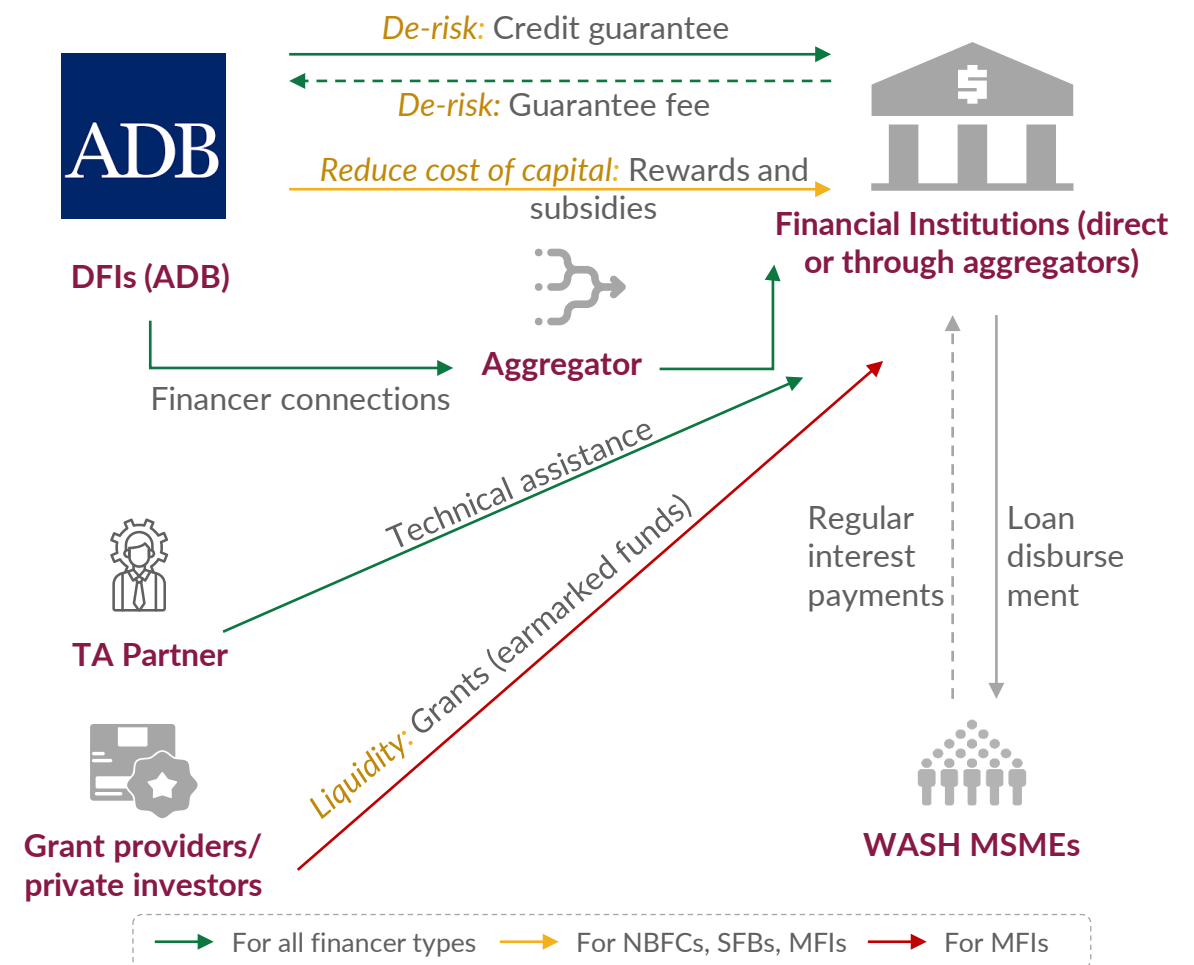 De-risk: Credit guarantee
De-risk: Guarantee fee
ADB
Reduce cost of capital: Rewards and
subsidies
DFIs (ADB)
Financial Institutions (direct
or through aggregators)
Aggregator
Financer connections
Technical assistance
Liquidity: Grants (earmarked funds)
Regular
interest
payments
Loan
disburse
ment
TA Partner
Grant providers/
private investors
WASH MSMEs
For all financer types
For NBFCs, SFBs, MFIs
For MFIs